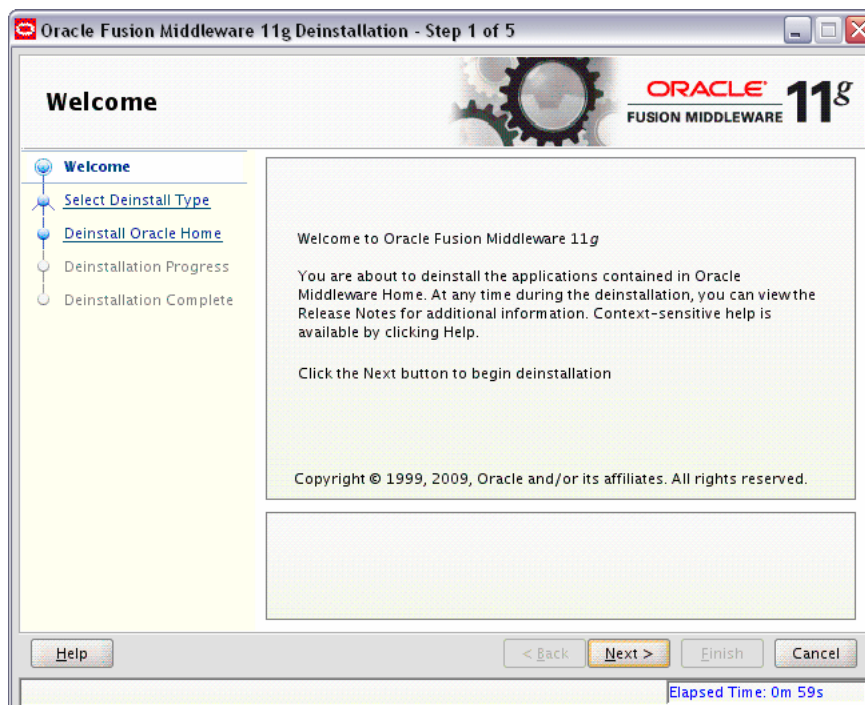 Oracle Fusion Middleware 11g Deinstallation - Step 1 of 5
Welcome
ORACLE
FUSION MIDDLEWARE 11g
Welcome
Select Deinstall Type
Deinstall Oracle Home
Deinstallation Progress
Deinstallation Complete
Welcome to Oracle Fusion Middleware 11g
You are about to deinstall the applications contained in Oracle
Middleware Home. At any time during the deinstallation, you can view the
Release Notes for additional information. Context-sensitive help is
available by clicking Help.
Click the Next button to begin deinstallation
Copyright © 1999, 2009, Oracle and/or its affiliates. All rights reserved.
Help
< Back
Next >
Finish
Cancel
Elapsed Time: 0m 59s